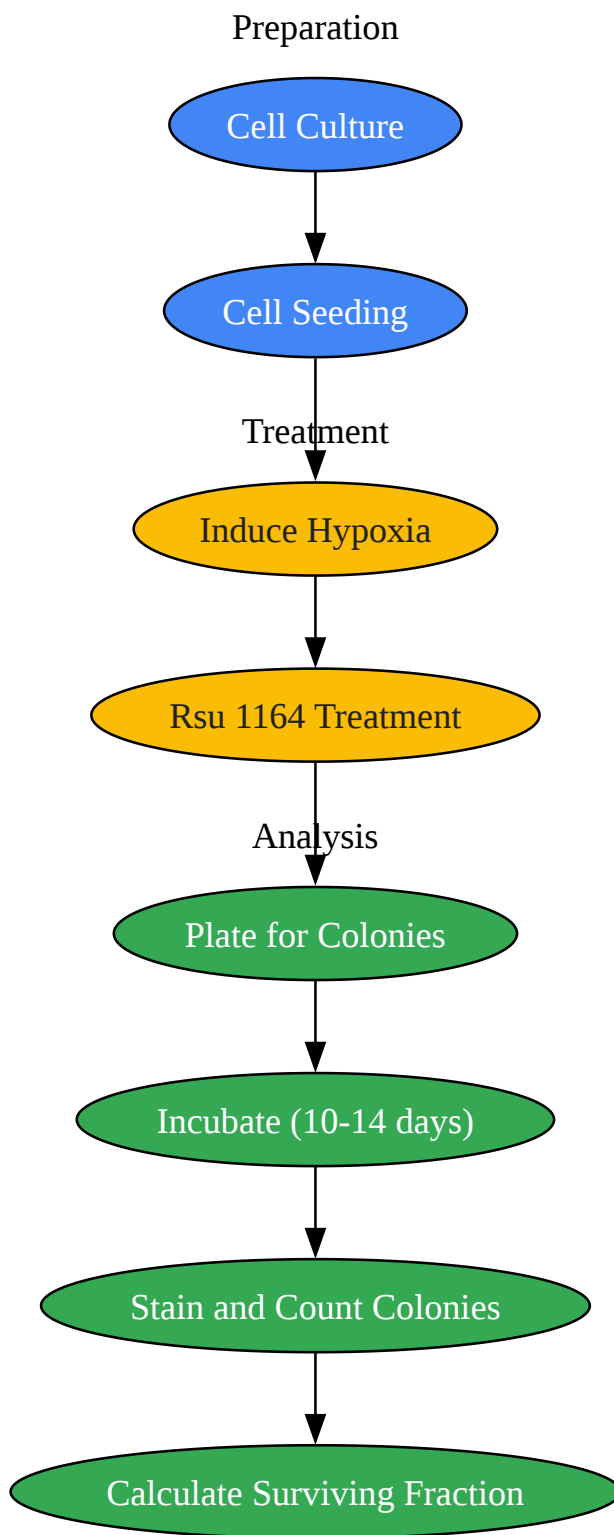 Preparation
Cell Culture
Cell Seeding
Treatment
Induce Hypoxia
Rsu 1164 Treatment
Analysis
Plate for Colonies
Incubate (10-14 days)
Stain and Count Colonies
Calculate Surviving Fraction